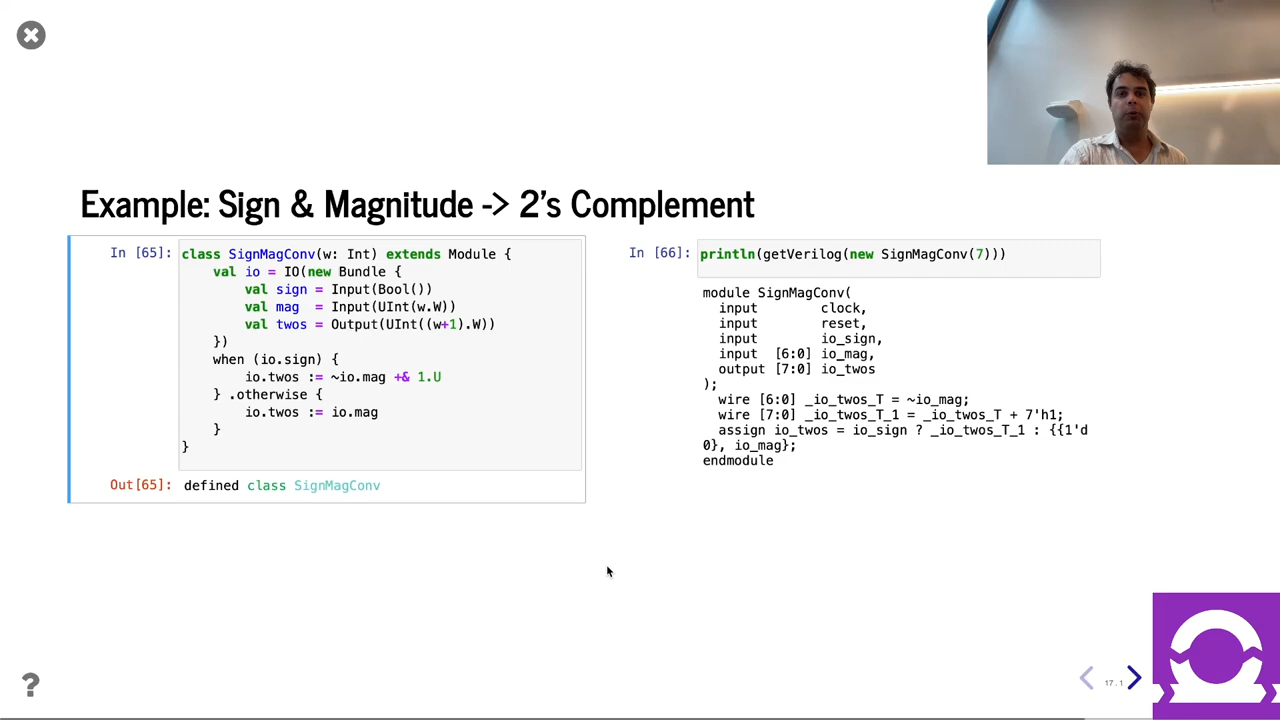 Example: Sign & Magnitude -> 2's Complement
In [65]:
class SignMagConv(w: Int) extends Module {
    val io = IO(new Bundle {
        val sign = Input(Bool())
        val mag  = Input(UInt(w.W))
        val twos = Output(UInt((w+1).W))
    })
    when (io.sign) {
        io.twos := ~io.mag +& 1.U
    } .otherwise {
        io.twos := io.mag
    }
}
Out[65]: defined class SignMagConv
In [66]:
println(getVerilog(new SignMagConv(7)))
module SignMagConv(
  input        clock,
  input        reset,
  input        io_sign,
  input  [6:0] io_mag,
  output [7:0] io_twos
);
  wire [6:0] _io_twos_T = ~io_mag;
  wire [7:0] _io_twos_T_1 = _io_twos_T + 7'h1;
  assign io_twos = io_sign ? _io_twos_T_1 : {{1'd
0}, io_mag};
endmodule
?
17.1